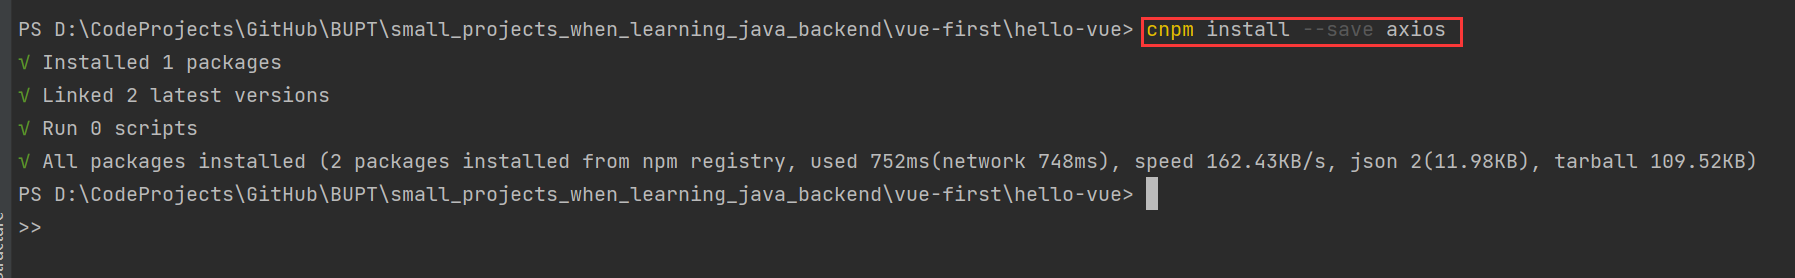 PS D:\CodeProjects\GitHub\BUPT\small_projects_when_learning_java_backend\vue-first\hello-vue> cnpm install --save axios
√ Installed 1 packages
√ Linked 2 latest versions
√ Run 0 scripts
√ All packages installed (2 packages installed from npm registry, used 752ms(network 748ms), speed 162.43KB/s, json 2(11.98KB), tarball 109.52KB)
PS D:\CodeProjects\GitHub\BUPT\small_projects_when_learning_java_backend\vue-first\hello-vue>
>>